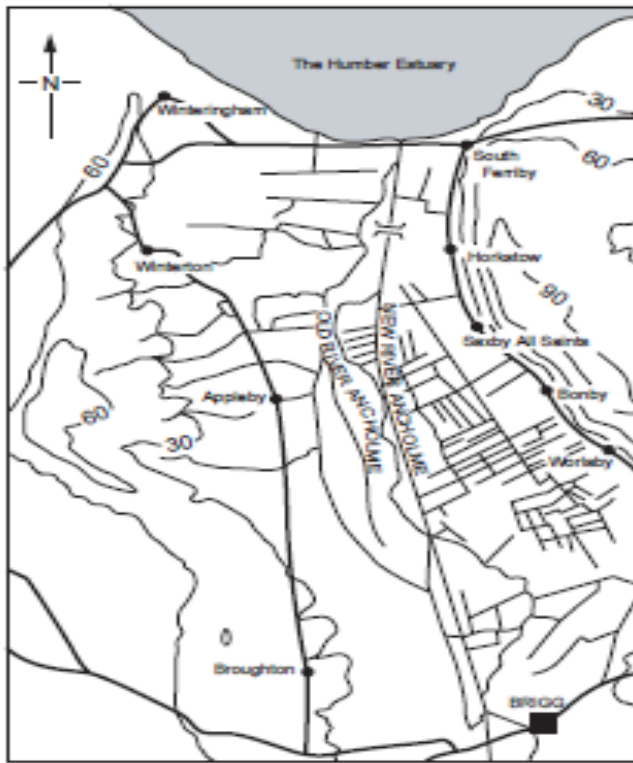 The Humber Estuary
N
Winteringham
30
60
South
Ferriby
60
Winterton
Horkstow
90
Saxby All Saints
OLD RIVER ANCHOLME
NEW RIVER ANCHOLME
Bonby
Appleby
60
30
Worlaby
Broughton
BRIGG